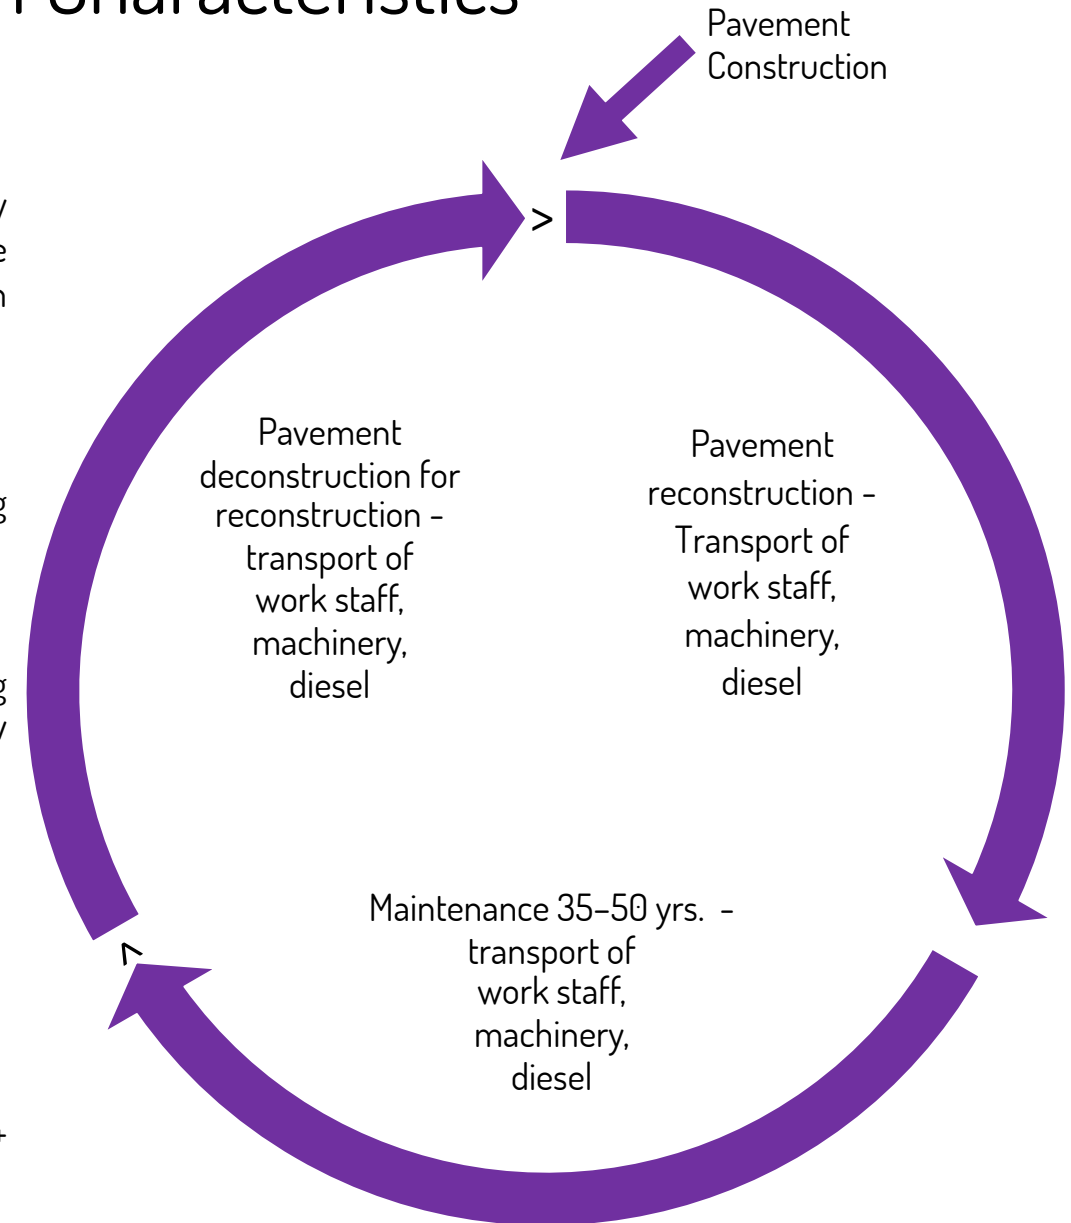 Characteristics
Pavement
Construction
>
y
e
n
Pavement
deconstruction for
reconstruction -
transport of
work staff,
machinery,
diesel
Pavement
reconstruction -
Transport of
work staff,
machinery,
diesel
g
g
y
Maintenance 35–50 yrs. -
transport of
work staff,
machinery,
diesel
>
+